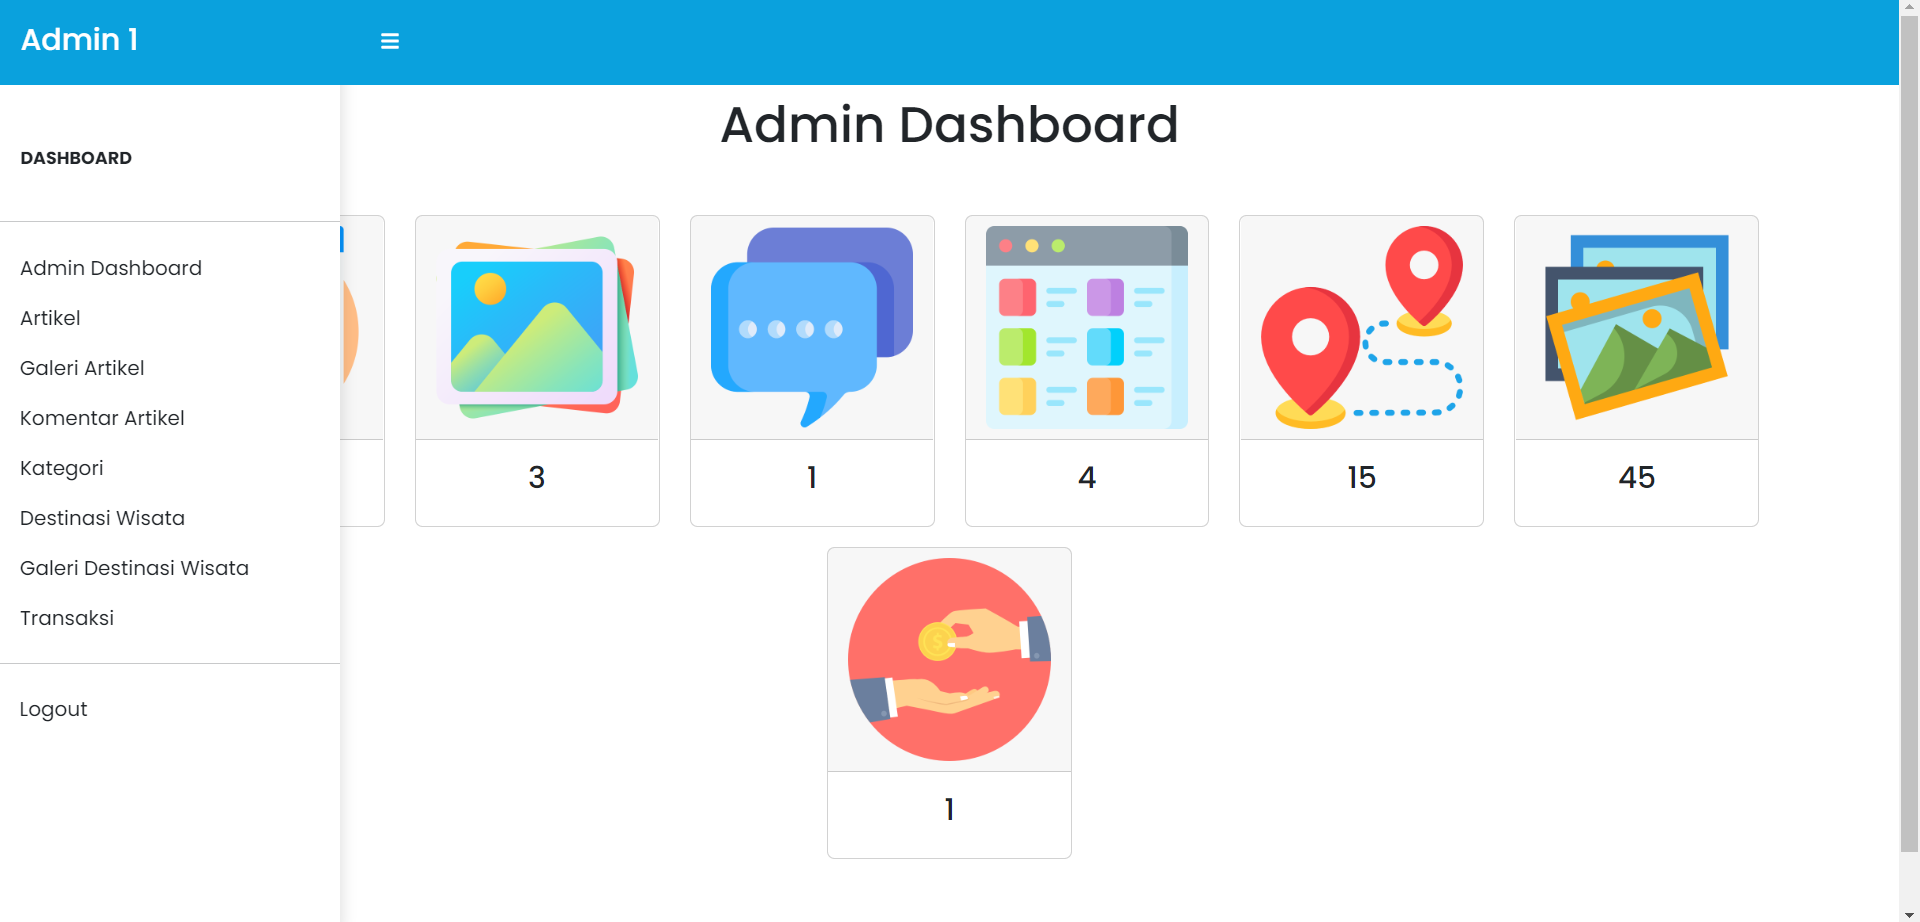 Admin 1
Admin Dashboard
DASHBOARD
Admin Dashboard
Artikel
Galeri Artikel
Komentar Artikel
Kategori
Destinasi Wisata
Galeri Destinasi Wisata
Transaksi
Logout
3
1
4
15
45
$
1